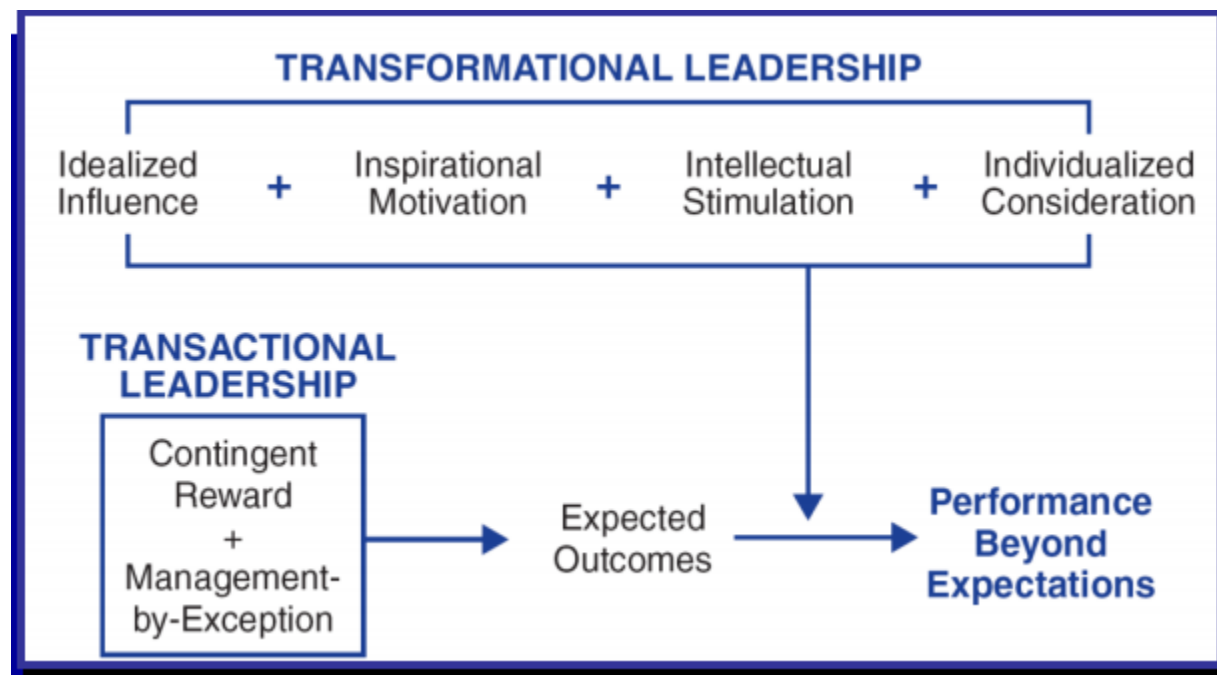 TRANSFORMATIONAL LEADERSHIP
Idealized
Influence
+
Inspirational
Motivation
+
Intellectual
Stimulation
+
Individualized
Consideration
TRANSACTIONAL
LEADERSHIP
Contingent
Reward
+
Management-
by-Exception
Expected
Outcomes
Performance
Beyond
Expectations